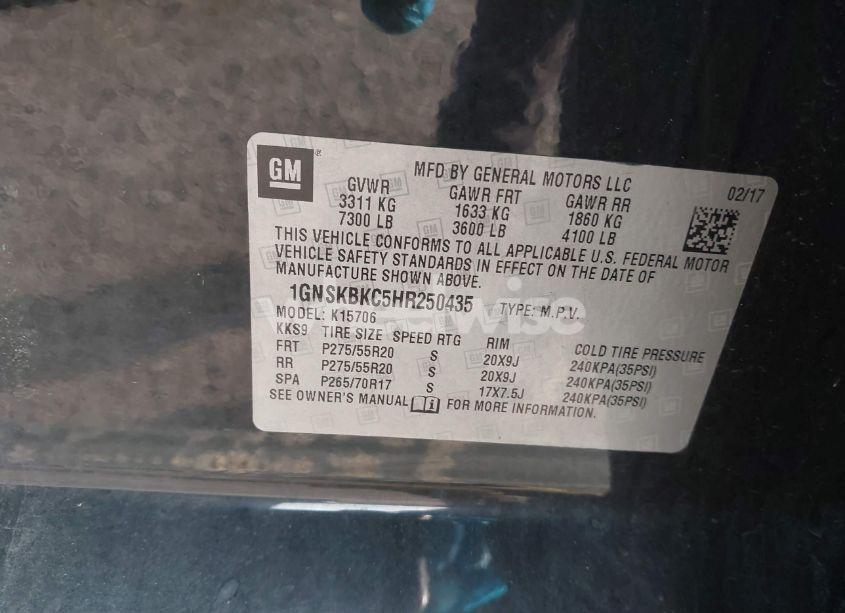 GM
MFD BY GENERAL MOTORS LLC 02/17
GVWR GAWR FRT GAWR RR
3311 KG 1633 KG 1860 KG
7300 LB 3600 LB 4100 LB
THIS VEHICLE CONFORMS TO ALL APPLICABLE U.S. FEDERAL MOTOR
VEHICLE SAFETY STANDARDS IN EFFECT ON THE DATE OF
MANUFACTURE SHOWN ABOVE.
1GNSKBKC5HR250435 TYPE: M.P.V.
MODEL: K15706
KKS9 TIRE SIZE SPEED RTG RIM COLD TIRE PRESSURE
FRT P275/55R20 S 20X9J 240KPA(35PSI)
RR P275/55R20 S 20X9J 240KPA(35PSI)
SPA P265/70R17 S 17X7.5J 240KPA(35PSI)
SEE OWNER'S MANUAL FOR MORE INFORMATION.